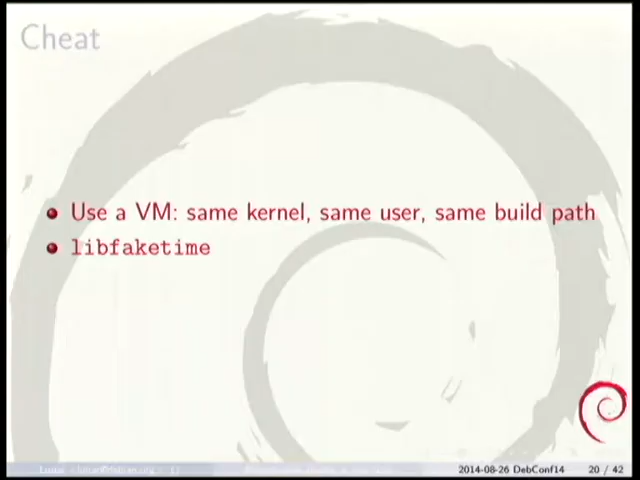 Cheat
Use a VM: same kernel, same user, same build path
libfaketime
2014-08-26 DebConf14 20 / 42